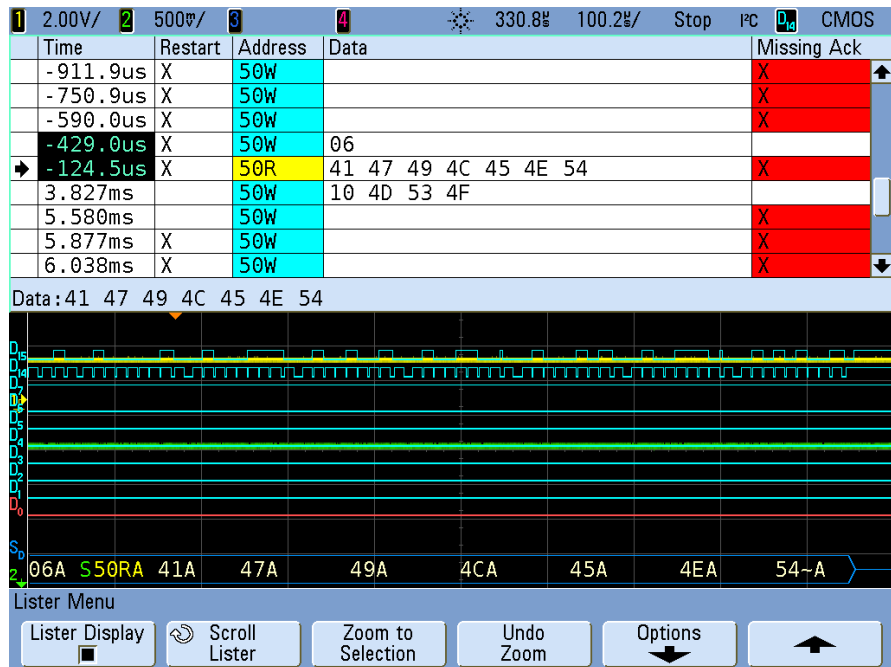 1 2.00V/ 2 500mV/ 3 4 330.8us 100.2us/ Stop I²C D14 CMOS
Time Restart Address Data Missing Ack
-911.9us X 50W X
-750.9us X 50W X
-590.0us X 50W X
-429.0us X 50W 06
-124.5us X 50R 41 47 49 4C 45 4E 54 X
3.827ms 50W 10 4D 53 4F
5.580ms 50W X
5.877ms X 50W X
6.038ms X 50W X
Data:41 47 49 4C 45 4E 54
D15
D14
D7
D5
D4
D3
D2
D1
D0
SD
2 06A S50RA 41A 47A 49A 4CA 45A 4EA 54~A
Lister Menu
Lister Display
Scroll Lister
Zoom to Selection
Undo Zoom
Options